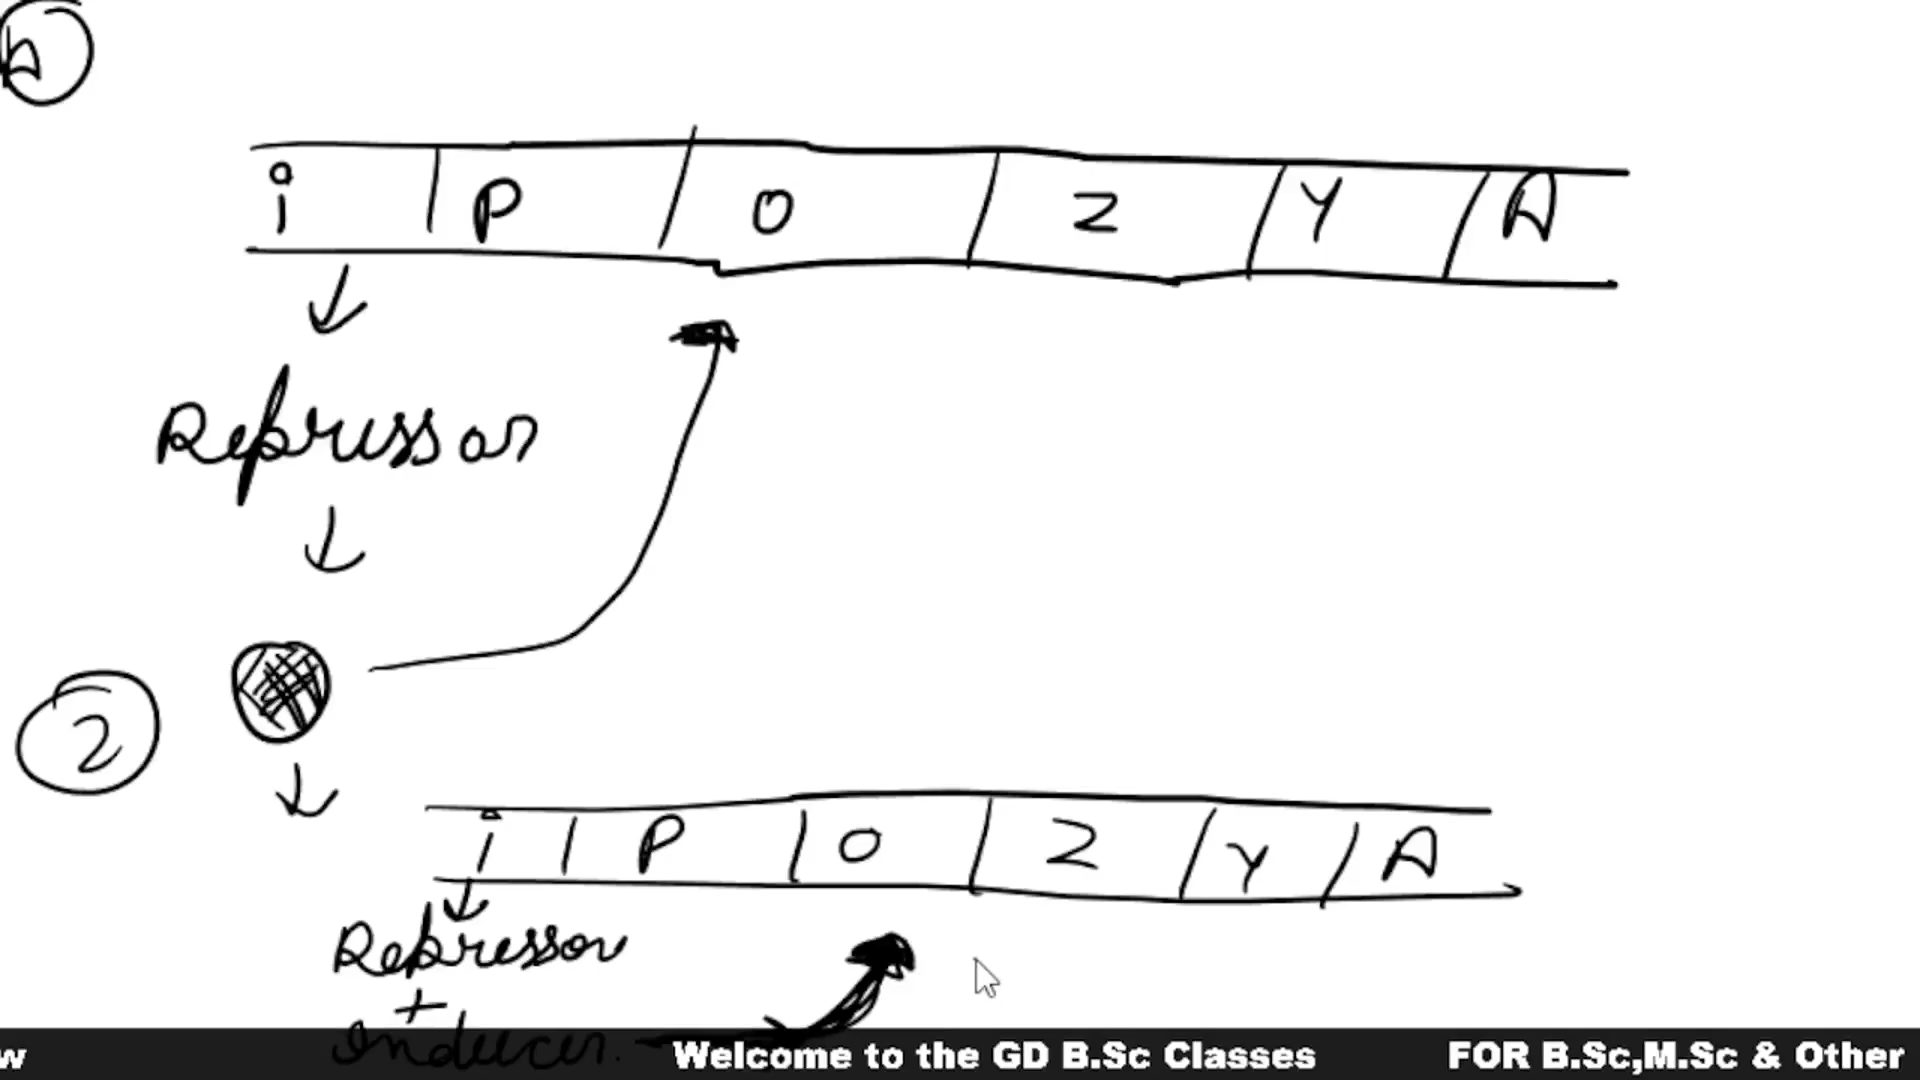 i P O Z Y A
Repressor
2
i P O Z Y A
Repressor
+
Inducer.
w Welcome to the GD B.Sc Classes FOR B.Sc,M.Sc & Other